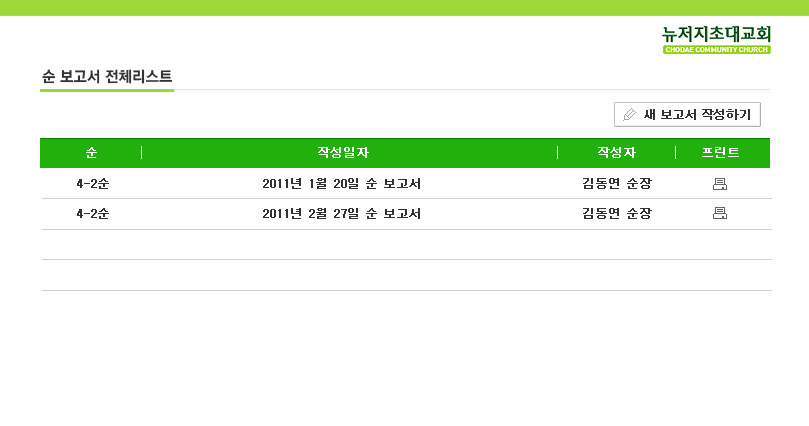 뉴저지초대교회
CHODAE COMMUNITY CHURCH
순 보고서 전체리스트
새 보고서 작성하기
순 작성일자 작성자 프린트
4-2순 2011년 1월 20일 순 보고서 김동연 순장
4-2순 2011년 2월 27일 순 보고서 김동연 순장